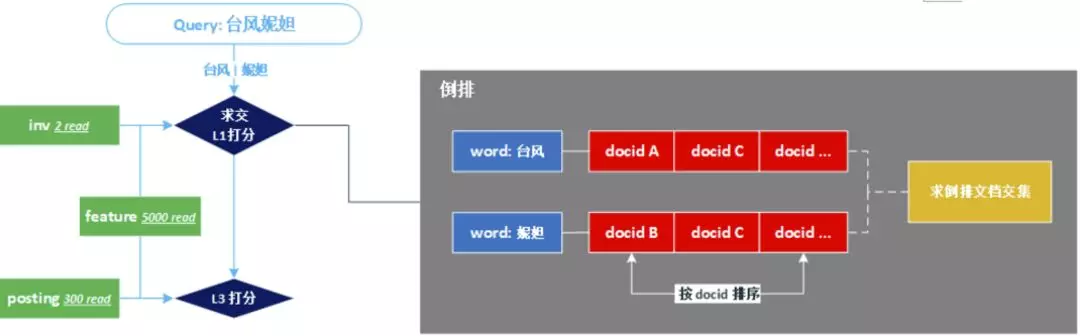 Query: 台风妮妲
台风 | 妮妲
inv 2 read
求交
L1打分
feature 5000 read
posting 300 read
L3 打分
倒排
word: 台风
docid A
docid C
docid ...
word: 妮妲
docid B
docid C
docid ...
求倒排文档交集
按 docid 排序